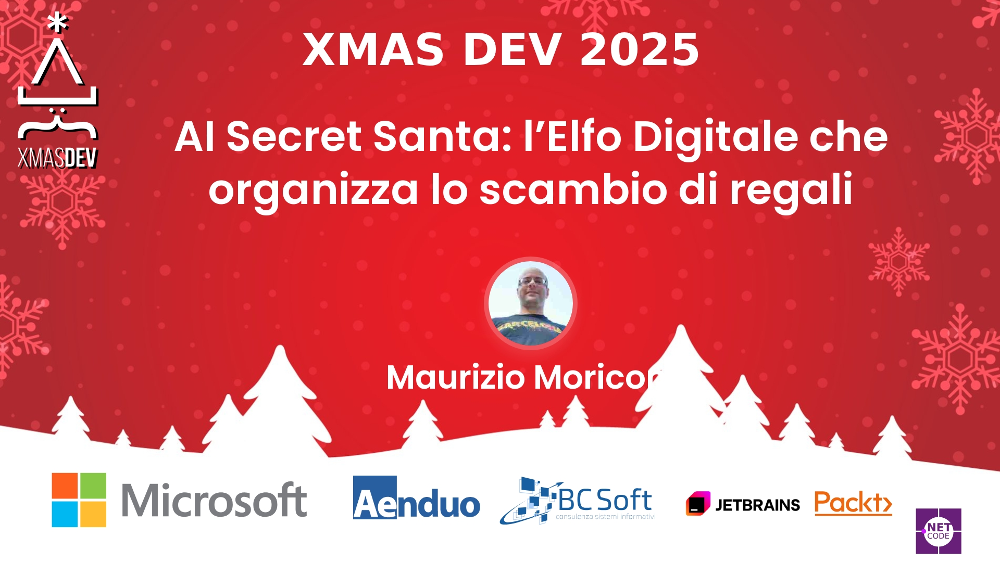 XMAS DEV 2025
XMASDEV
AI Secret Santa: l’Elfo Digitale che
organizza lo scambio di regali
Maurizio
Microsoft
Aenduo
BC Soft
consulenza sistemi informativi
JETBRAINS
Packt>
NET
CODE